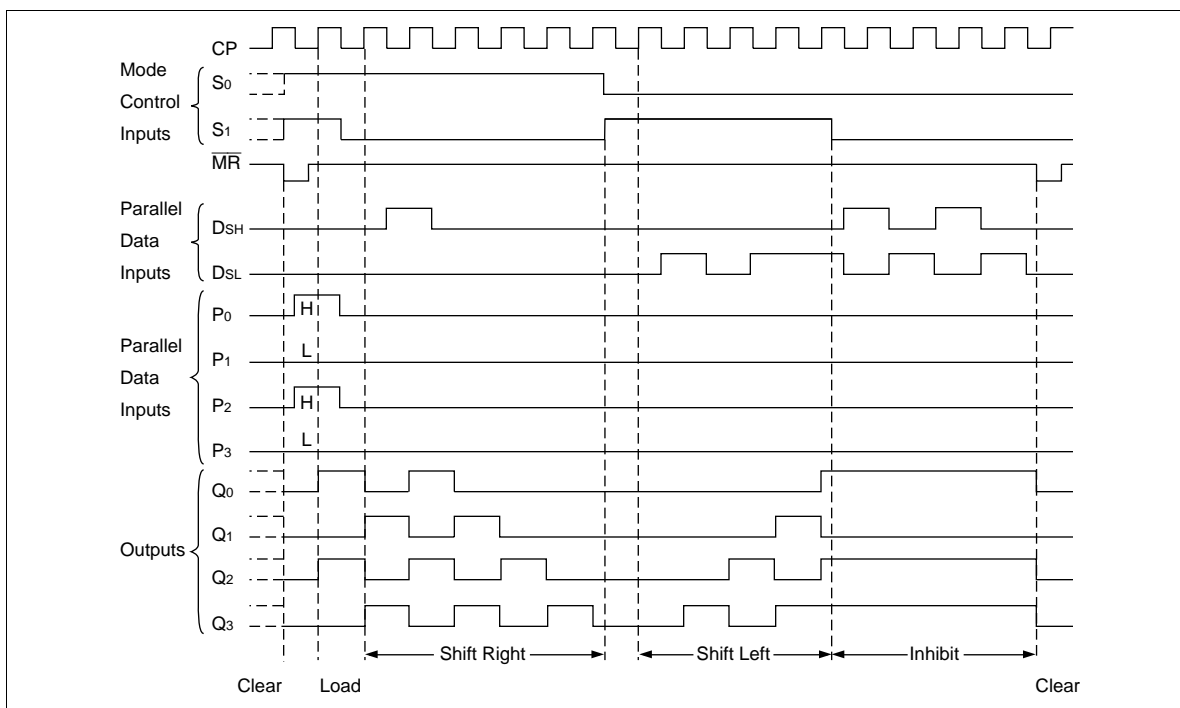 CP
Mode
Control
Inputs
S0
S1
MR
Parallel
Data
Inputs
DSH
DSL
Parallel
Data
Inputs
P0 H
P1 L
P2 H
P3 L
Outputs
Q0
Q1
Q2
Q3
Shift Right Shift Left Inhibit
Clear Load Clear